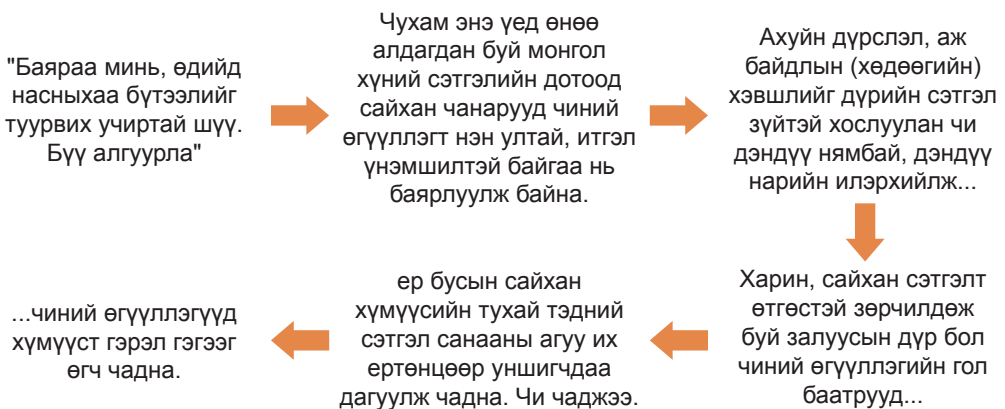 "Баяраа минь, өдийд
насныхаа бүтээлийг
туурвих учиртай шүү.
Бүү алгуурла"
Чухам энэ үед өнөө
алдагдан буй монгол
хүний сэтгэлийн дотоод
сайхан чанарууд чиний
өгүүллэгт нэн ултай, итгэл
үнэмшилтэй байгаа нь
баярлуулж байна.
Ахуйн дүрслэл, аж
байдлын (хөдөөгийн)
хэвшлийг дүрийн сэтгэл
зүйтэй хослуулан чи
дэндүү нямбай, дэндүү
нарийн илэрхийлж...
Харин, сайхан сэтгэлт
өтгөстэй зөрчилдөж
буй залуусын дүр бол
чиний өгүүллэгийн гол
баатрууд...
ер бусын сайхан
хүмүүсийн тухай тэдний
сэтгэл санааны агуу их
ертөнцөөр уншигчдаа
дагуулж чадна. Чи чаджээ.
...чиний өгүүллэгүүд
хүмүүст гэрэл гэгээг
өгч чадна.